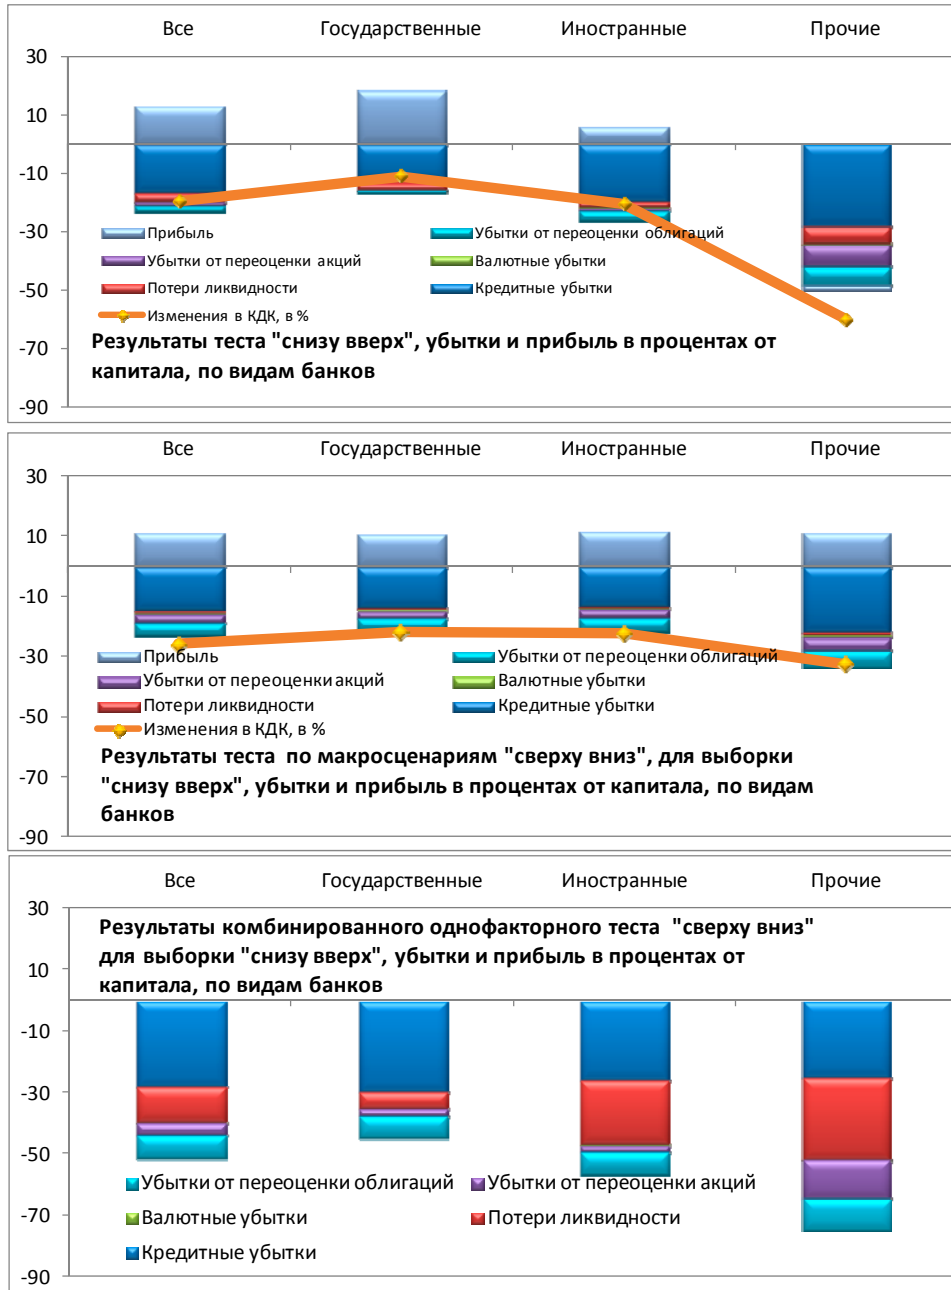 Все Государственные Иностранные Прочие
30
10
-10
-30
-50
-70
-90
Прибыль Убытки от переоценки облигаций
Убытки от переоценки акций Валютные убытки
Потери ликвидности Кредитные убытки
Изменения в КДК, в %
Результаты теста "снизу вверх", убытки и прибыль в процентах от
капитала, по видам банков
Все Государственные Иностранные Прочие
30
10
-10
-30
-50
-70
-90
Прибыль Убытки от переоценки облигаций
Убытки от переоценки акций Валютные убытки
Потери ликвидности Кредитные убытки
Изменения в КДК, в %
Результаты теста по макросценариям "сверху вниз", для выборки
"снизу вверх", убытки и прибыль в процентах от капитала, по видам
банков
Все Государственные Иностранные Прочие
30
10
-10
-30
-50
-70
-90
Результаты комбинированного однофакторного теста "сверху вниз"
для выборки "снизу вверх", убытки и прибыль в процентах от
капитала, по видам банков
Убытки от переоценки облигаций Убытки от переоценки акций
Валютные убытки Потери ликвидности
Кредитные убытки